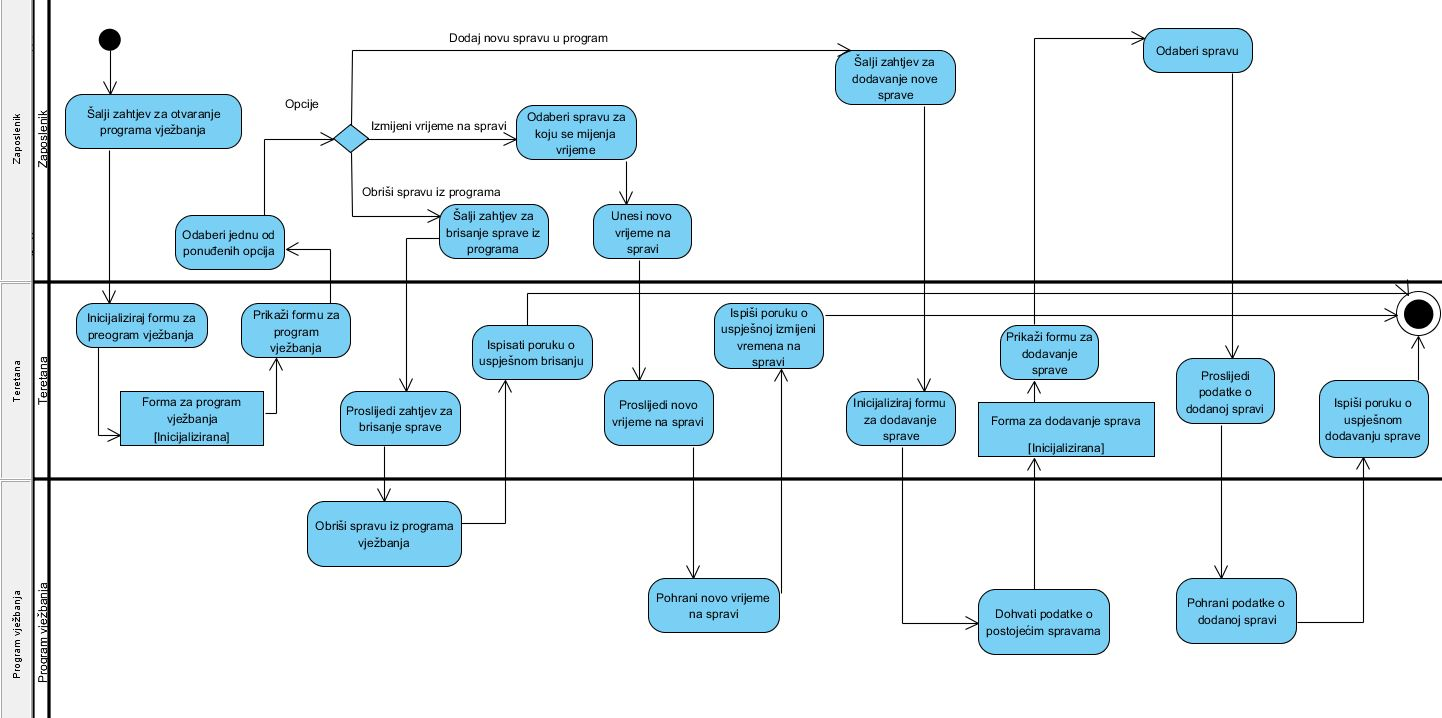 Zaposlenik
Zaposlenik
Šalji zahtjev za otvaranje
programa vježbanja
Odaberi jednu od
ponuđenih opcija
Opcije
Dodaj novu spravu u program
Izmijeni vrijeme na spravi
Obriši spravu iz programa
Šalji zahtjev za
brisanje sprave iz
programa
Odaberi spravu za
koju se mijenja
vrijeme
Unesi novo
vrijeme na
spravi
Šalji zahtjev za
dodavanje nove
sprave
Odaberi spravu
Teretana
Teretana
Inicijaliziraj formu za
preogram vježbanja
Forma za program
vježbanja
[Inicijalizirana]
Prikaži formu za
program
vježbanja
Proslijedi zahtjev za
brisanje sprave
Ispisati poruku o
uspješnom brisanju
Proslijedi novo
vrijeme na spravi
Ispiši poruku o
uspješnoj izmijeni
vremena na
spravi
Inicijaliziraj formu
za dodavanje
sprave
Prikaži formu za
dodavanje
sprave
Forma za dodavanje sprava
[Inicijalizirana]
Proslijedi
podatke o
dodanoj spravi
Ispiši poruku o
uspješnom
dodavanju sprave
Program vježbanja
Program vježbanja
Obriši spravu iz programa
vježbanja
Pohrani novo vrijeme
na spravi
Dohvati podatke o
postojećim spravama
Pohrani podatke o
dodanoj spravi